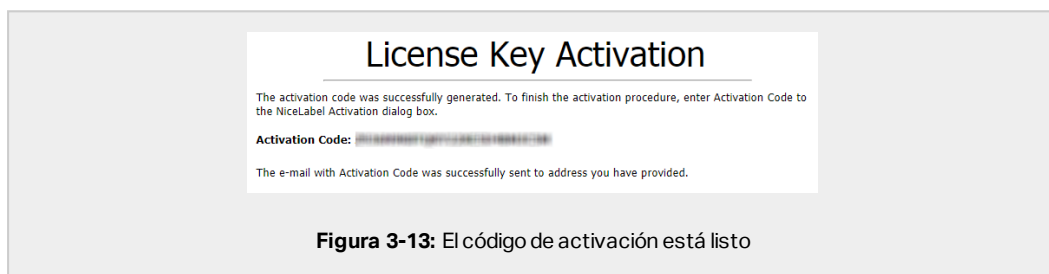 License Key Activation
The activation code was successfully generated. To finish the activation procedure, enter Activation Code to
the NiceLabel Activation dialog box.
Activation Code:
The e-mail with Activation Code was successfully sent to address you have provided.
Figura 3-13: El código de activación está listo